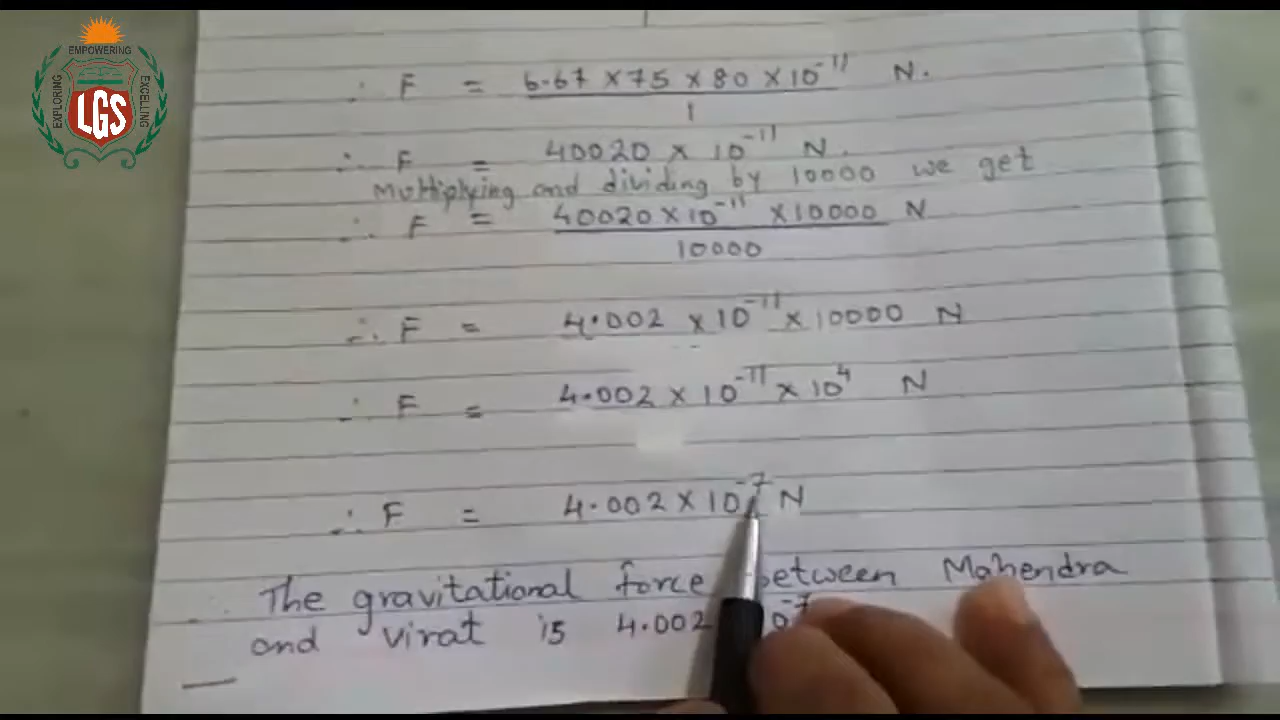 EMPOWERING
EXPLORING
EXCELLING
LGS
∴ F = 6.67 × 75 × 80 × 10⁻¹¹ N.
1
∴ F = 40020 × 10⁻¹¹ N.
Multiplying and dividing by 10000 we get
∴ F = 40020 × 10⁻¹¹ × 10000 N
10000
∴ F = 4.002 × 10⁻¹¹ × 10000 N
∴ F = 4.002 × 10⁻¹¹ × 10⁴ N
∴ F = 4.002 × 10⁻⁷ N
∴ The gravitational force between Mahendra
and virat is 4.002